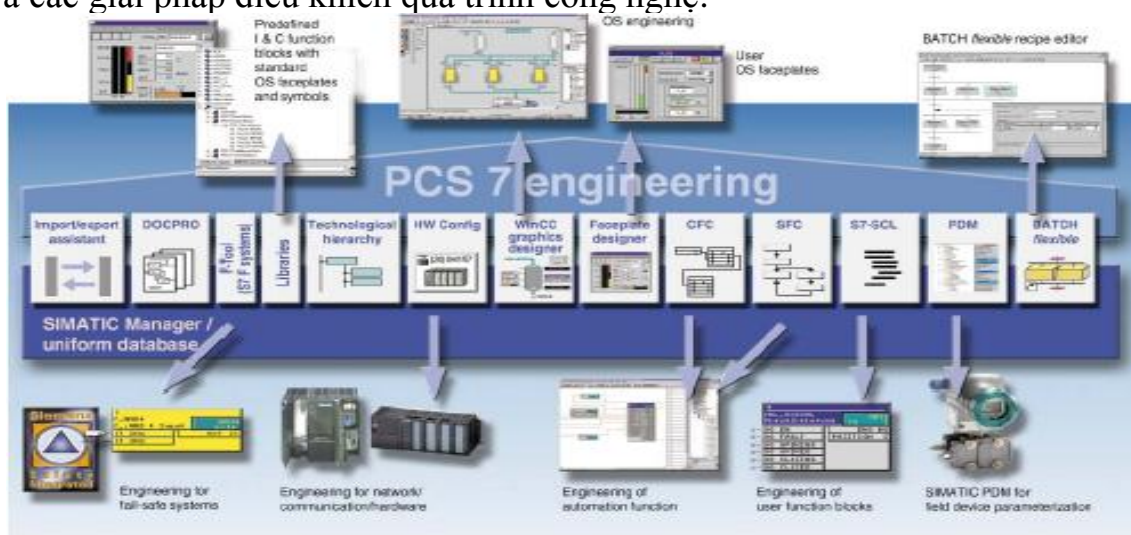 và các giải pháp điều khiển quá trình công nghệ.
Predefined
I & C function
blocks with
standard
OS faceplates
and symbols
OS engineering
User
OS faceplates
BATCH flexible recipe editor
PCS 7 engineering
Import/export
assistant
DOCPRO
F-Tool
(S7 F systems)
Libraries
Technological
hierarchy
HW Config
WinCC
graphics
designer
Faceplate
designer
CFC
SFC
S7-SCL
PDM
BATCH
flexible
SIMATIC Manager /
uniform database
Siemens
Safety
Integrated
Engineering for
fail-safe systems
Engineering for network/
communication/hardware
Engineering of
automation function
Engineering of
user function blocks
SIMATIC PDM for
field device parameterization